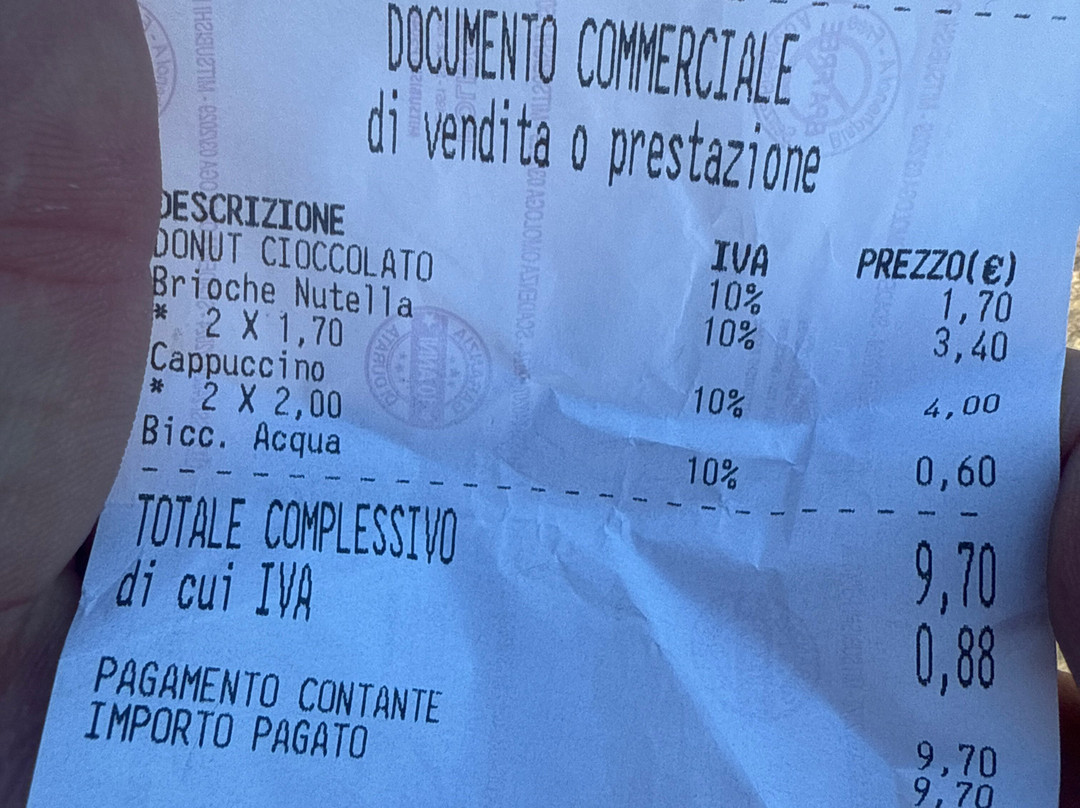 DOCUMENTO COMMERCIALE
di vendita o prestazione
DESCRIZIONE IVA PREZZO(€)
DONUT CIOCCOLATO 10% 1,70
Brioche Nutella 10% 3,40
* 2 X 1,70
Cappuccino 10% 4,00
* 2 X 2,00
Bicc. Acqua 10% 0,60
TOTALE COMPLESSIVO 9,70
di cui IVA 0,88
PAGAMENTO CONTANTE 9,70
IMPORTO PAGATO 9,70